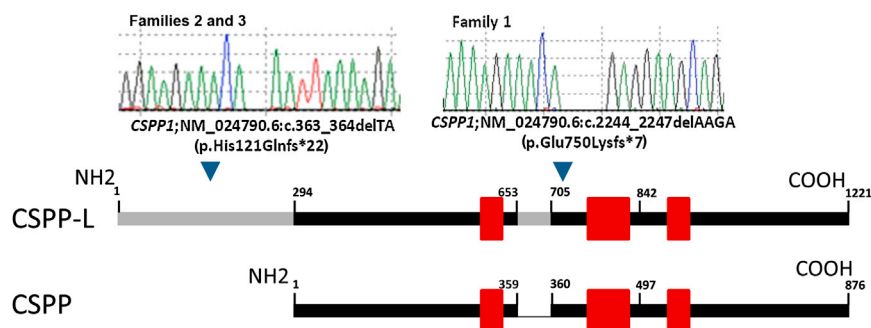 Families 2 and 3
Family 1
CSPP1;NM_024790.6:c.363_364delTA
(p.His121Glnfs*22)
CSPP1;NM_024790.6:c.2244_2247delAAGA
(p.Glu750Lysfs*7)
NH2
COOH
1 294 653 705 842 1221
CSPP-L
NH2
COOH
1 359 360 497 876
CSPP